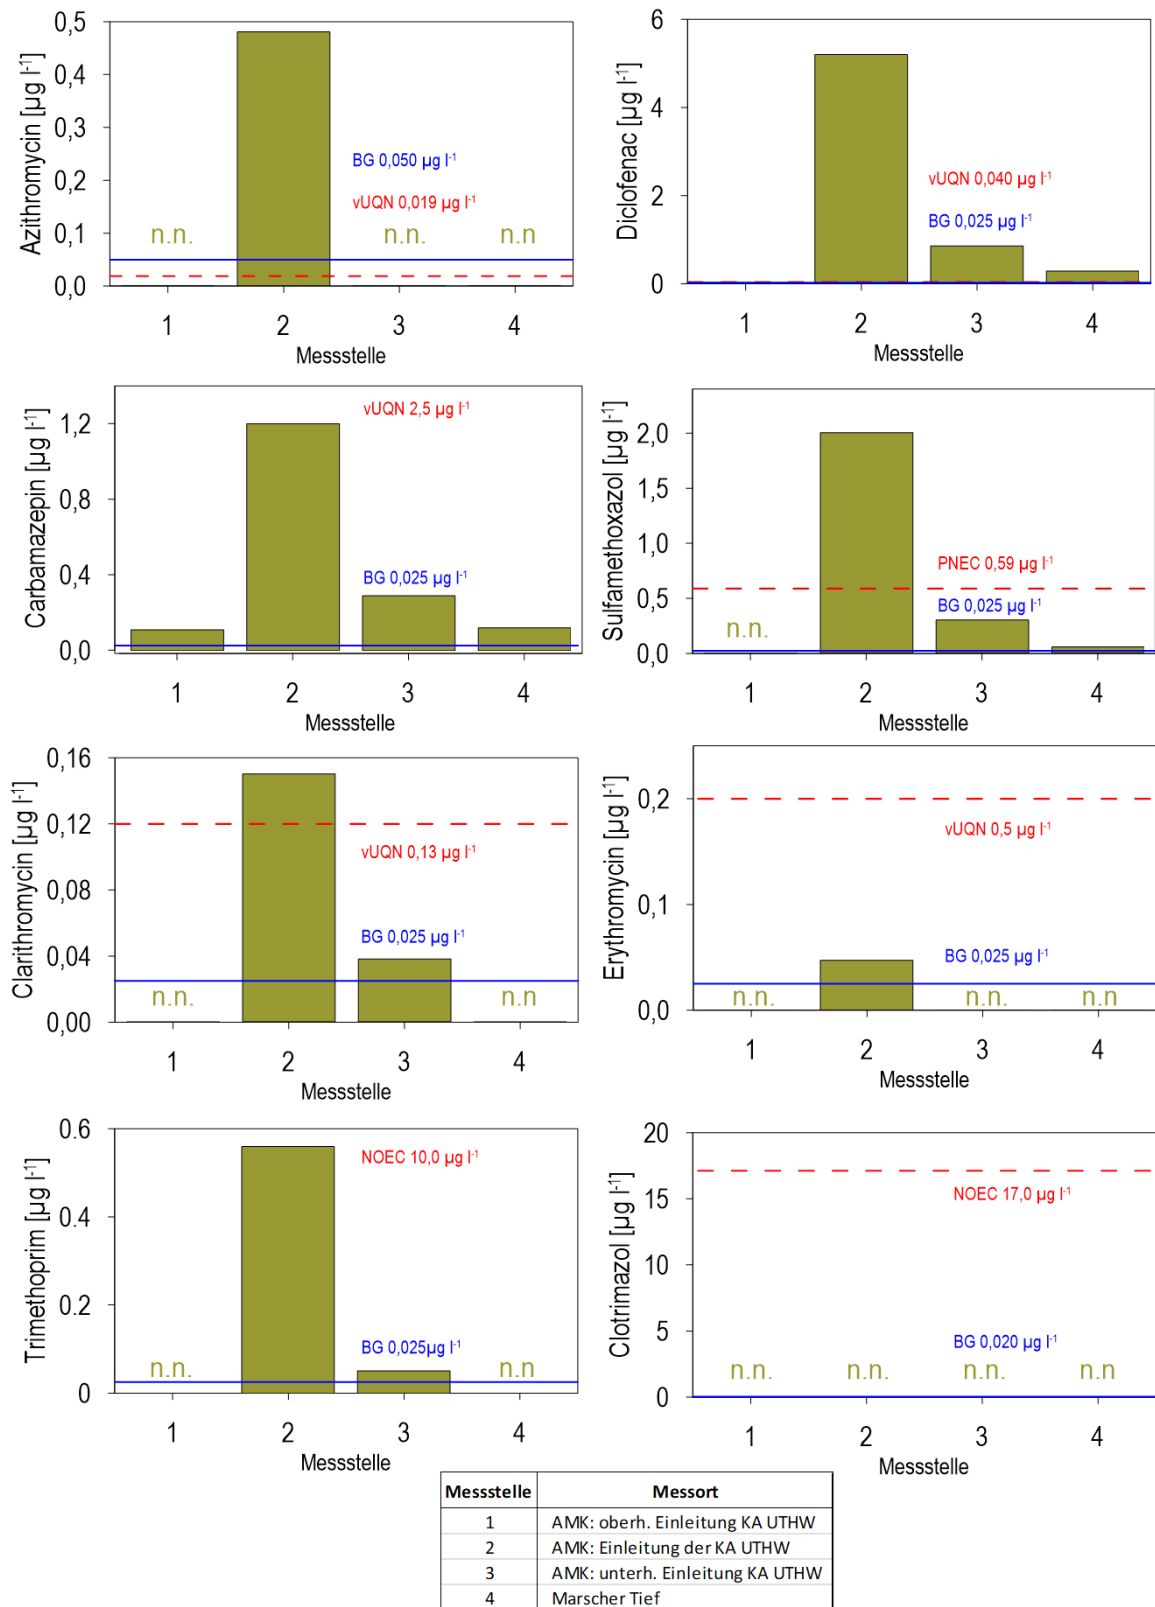 Azithromycin [µg l-1]
0,5
0,4
0,3
0,2
0,1
0,0
BG 0,050 µg l-1
vUQN 0,019 µg l-1
n.n.
n.n.
n.n
1
2
3
4
Messstelle
Diclofenac [µg l-1]
6
4
2
0
vUQN 0,040 µg l-1
BG 0,025 µg l-1
1
2
3
4
Messstelle
Carbamazepin [µg l-1]
1,2
0,8
0,4
0,0
vUQN 2,5 µg l-1
BG 0,025 µg l-1
1
2
3
4
Messstelle
Sulfamethoxazol [µg l-1]
2,0
1,5
1,0
0,5
0,0
PNEC 0,59 µg l-1
BG 0,025 µg l-1
n.n.
1
2
3
4
Messstelle
Clarithromycin [µg l-1]
0,16
0,12
0,08
0,04
0,00
vUQN 0,13 µg l-1
BG 0,025 µg l-1
n.n.
n.n
1
2
3
4
Messstelle
Erythromycin [µg l-1]
0,2
0,1
0,0
vUQN 0,5 µg l-1
BG 0,025 µg l-1
n.n.
n.n.
n.n
1
2
3
4
Messstelle
Trimethoprim [µg l-1]
0.6
0.4
0.2
0
NOEC 10,0 µg l-1
BG 0,025µg l-1
n.n.
n.n
1
2
3
4
Messstelle
Clotrimazol [µg l-1]
20
15
10
5
0
NOEC 17,0 µg l-1
BG 0,020 µg l-1
n.n.
n.n.
n.n.
n.n
1
2
3
4
Messstelle
Messstelle Messort
1 AMK: oberh. Einleitung KA UTHW
2 AMK: Einleitung der KA UTHW
3 AMK: unterh. Einleitung KA UTHW
4 Marscher Tief